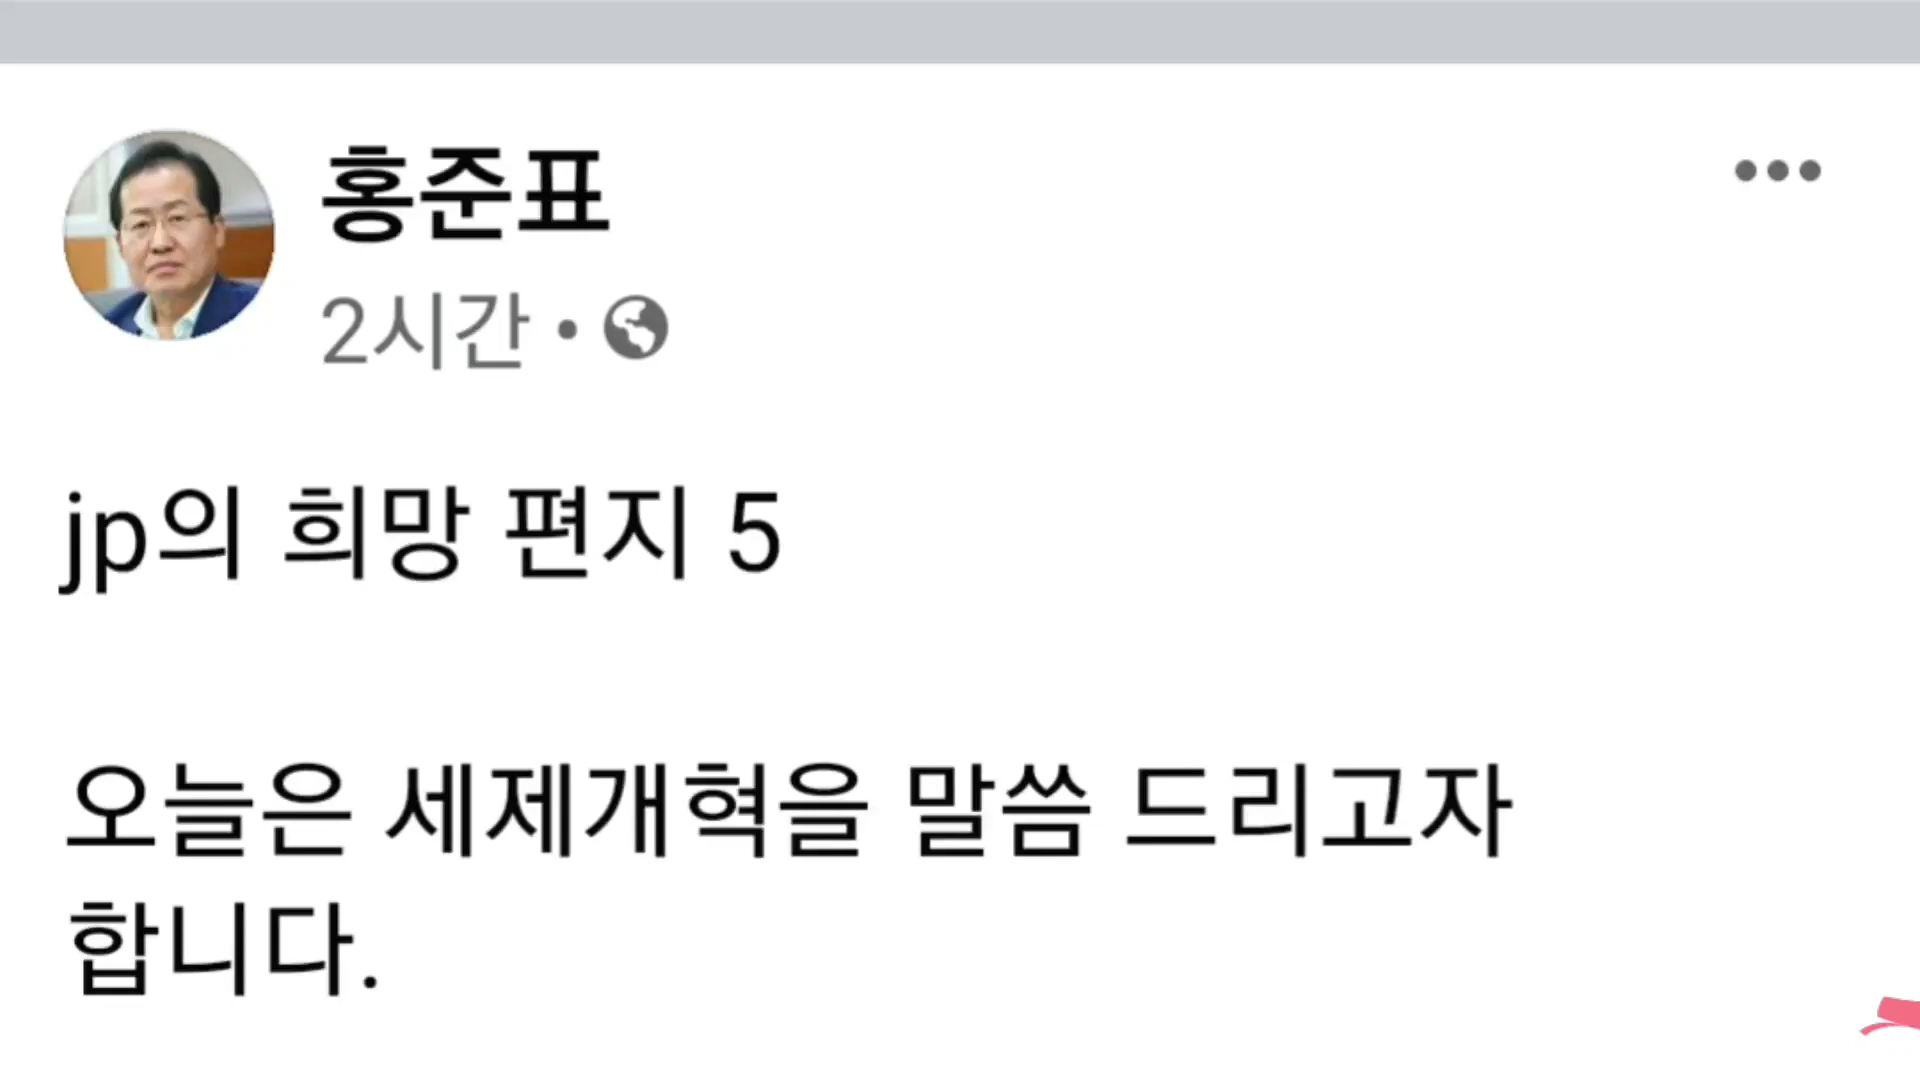 홍준표
2시간 •
jp의 희망 편지 5
오늘은 세제개혁을 말씀 드리고자
합니다.